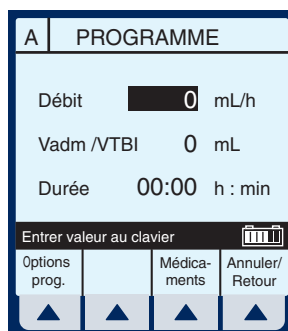 A PROGRAMME
Débit 0 mL/h
Vadm /VTBI 0 mL
Durée 00:00 h : min
Entrer valeur au clavier
Options prog.
Médica-
ments
Annuler/
Retour